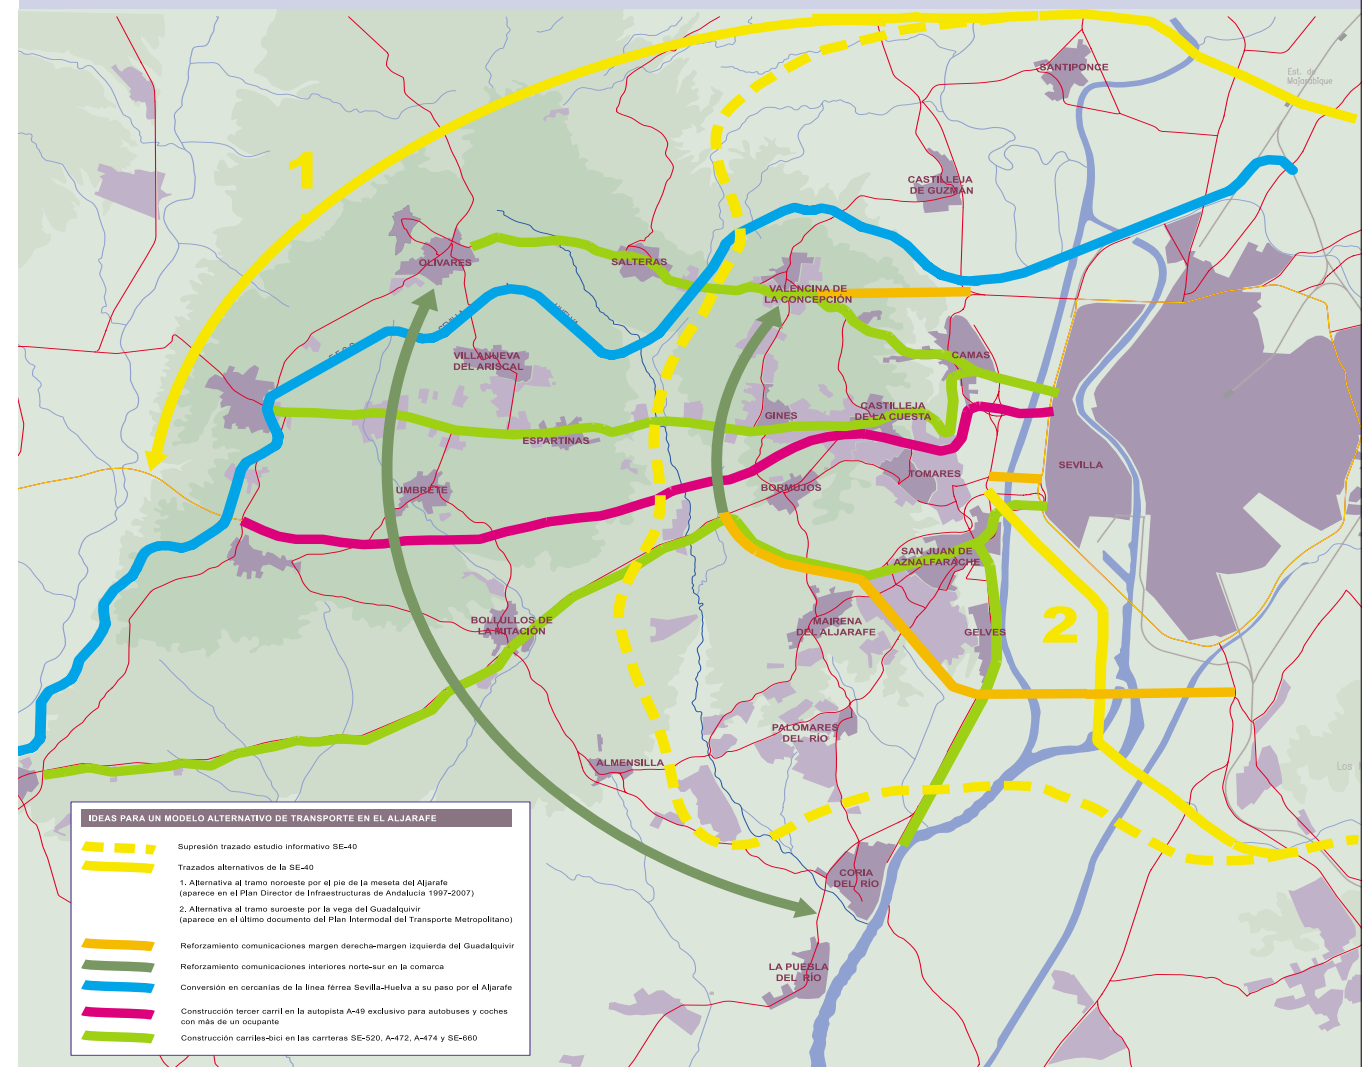 Est. de
Majarabique
SANTIPONCE
1
CASTILLEJA
DE GUZMÁN
OLIVARES
SALTERAS
VALENCINA DE
LA CONCEPCIÓN
VILLANUEVA
DEL ARISCAL
CAMAS
GINES
CASTILLEJA
DE LA CUESTA
ESPARTINAS
SEVILLA
TOMARES
UMBRETE
BORMUJOS
SAN JUAN DE
AZNALFARACHE
2
BOLLULLOS DE
LA MITACIÓN
MAIRENA
DEL ALJARAFE
GELVES
PALOMARES
DEL RÍO
ALMENSILLA
Los
CORIA
DEL RÍO
LA PUEBLA
DEL RÍO
IDEAS PARA UN MODELO ALTERNATIVO DE TRANSPORTE EN EL ALJARAFE
Supresión trazado estudio informativo SE-40
Trazados alternativos de la SE-40
1. Alternativa al tramo noroeste por el pie de la meseta del Aljarafe
(aparece en el Plan Director de Infraestructuras de Andalucía 1997-2007)
2. Alternativa al tramo suroeste por la vega del Guadalquivir
(aparece en el último documento del Plan Intermodal del Transporte Metropolitano)
Reforzamiento comunicaciones margen derecha-margen izquierda del Guadalquivir
Reforzamiento comunicaciones interiores norte-sur en la comarca
Conversión en cercanías de la línea férrea Sevilla-Huelva a su paso por el Aljarafe
Construcción tercer carril en la autopista A-49 exclusivo para autobuses y coches
con más de un ocupante
Construcción carriles-bici en las carrteras SE-520, A-472, A-474 y SE-660